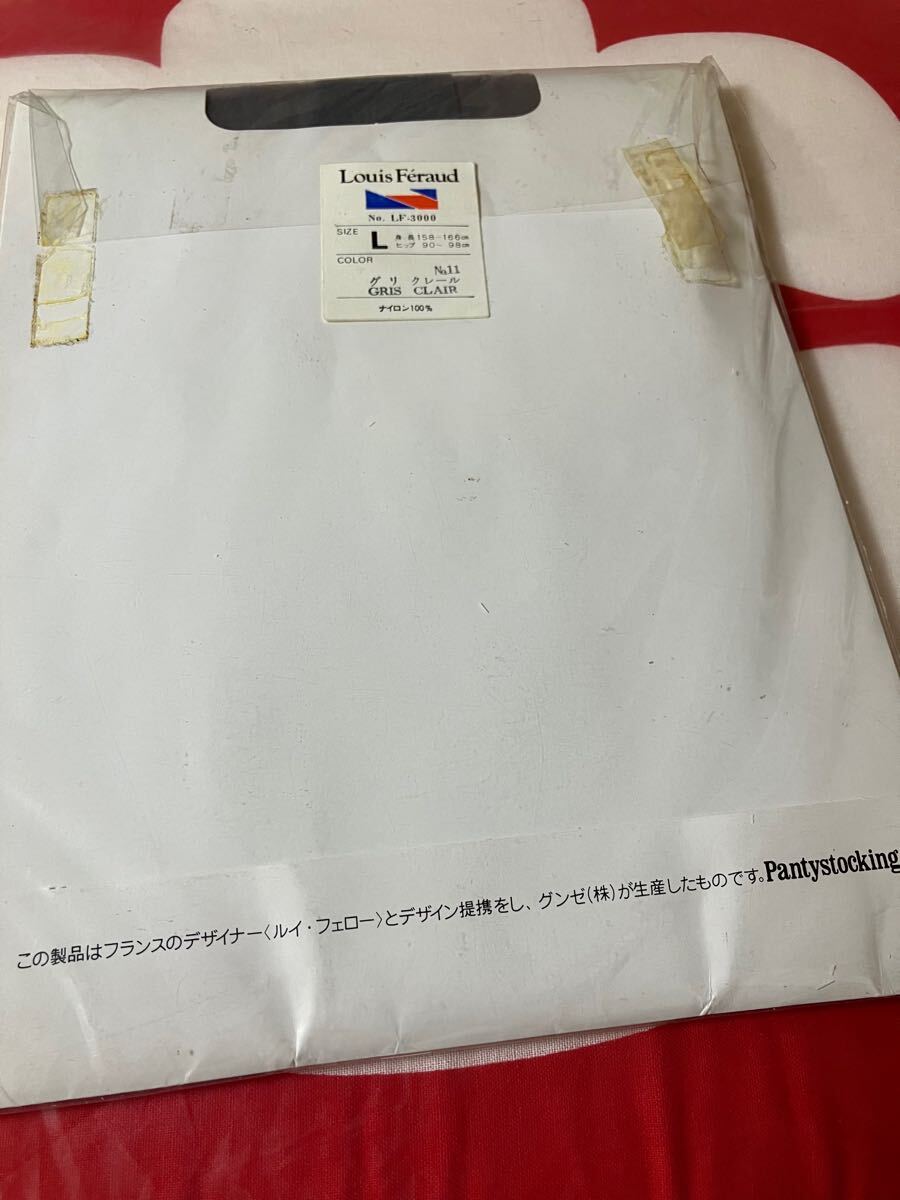 Louis Féraud
No. LF-3000
SIZE
L 身長158-166cm
ヒップ 90~98cm
COLOR
No.11
グリ クレール
GRIS CLAIR
ナイロン100%
この製品はフランスのデザイナー〈ルイ・フェロー〉とデザイン提携をし、グンゼ(株)が生産したものです。Pantystocking